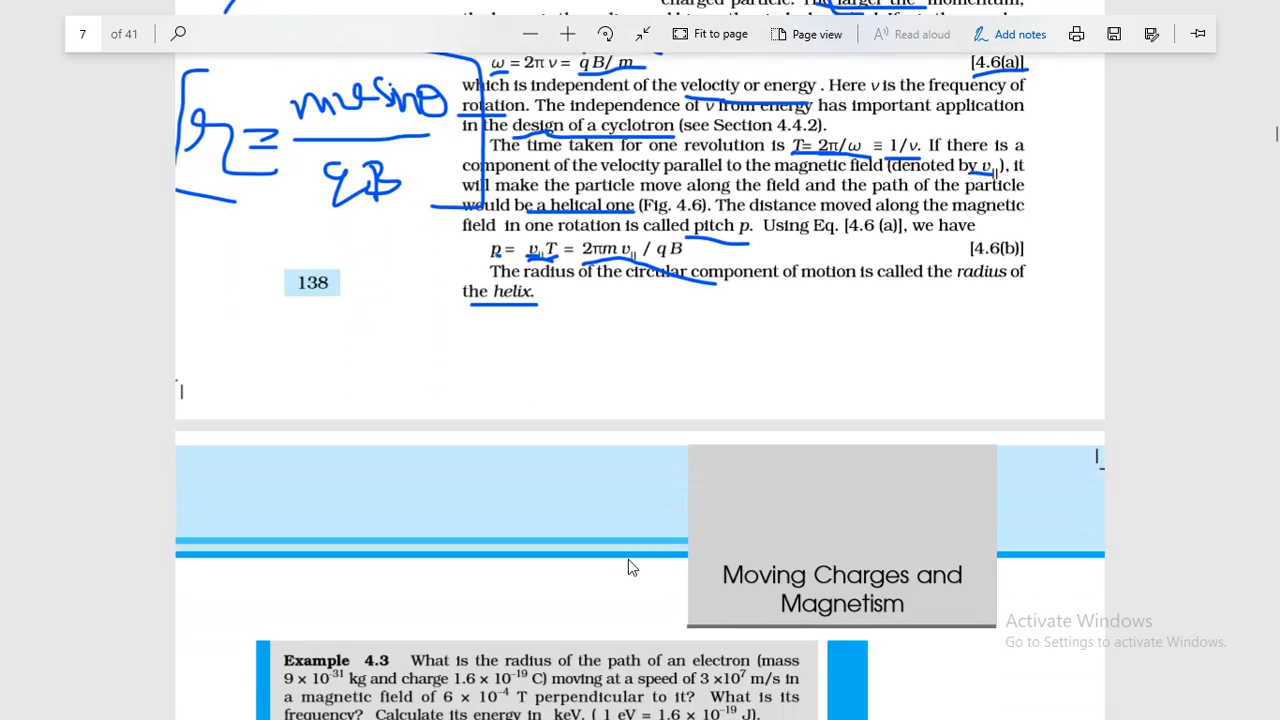 charged particle. The larger the momentum,
7 of 41 Fit to page Page view Read aloud Add notes
ω = 2π ν = q B/ m [4.6(a)]
which is independent of the velocity or energy . Here ν is the frequency of
rotation. The independence of ν from energy has important application
in the design of a cyclotron (see Section 4.4.2).
The time taken for one revolution is T= 2π/ω ≡ 1/ν. If there is a
component of the velocity parallel to the magnetic field (denoted by v||), it
will make the particle move along the field and the path of the particle
would be a helical one (Fig. 4.6). The distance moved along the magnetic
field in one rotation is called pitch p. Using Eq. [4.6 (a)], we have
p = v||T = 2πm v|| / q B [4.6(b)]
The radius of the circular component of motion is called the radius of
the helix.
r = mv sinθ
qB
138
Moving Charges and
Magnetism
Activate Windows
Go to Settings to activate Windows.
Example 4.3 What is the radius of the path of an electron (mass
9 × 10⁻³¹ kg and charge 1.6 × 10⁻¹⁹ C) moving at a speed of 3 ×10⁷ m/s in
a magnetic field of 6 × 10⁻⁴ T perpendicular to it? What is its
frequency? Calculate its energy in keV. ( 1 eV = 1.6 × 10⁻¹⁹ J).